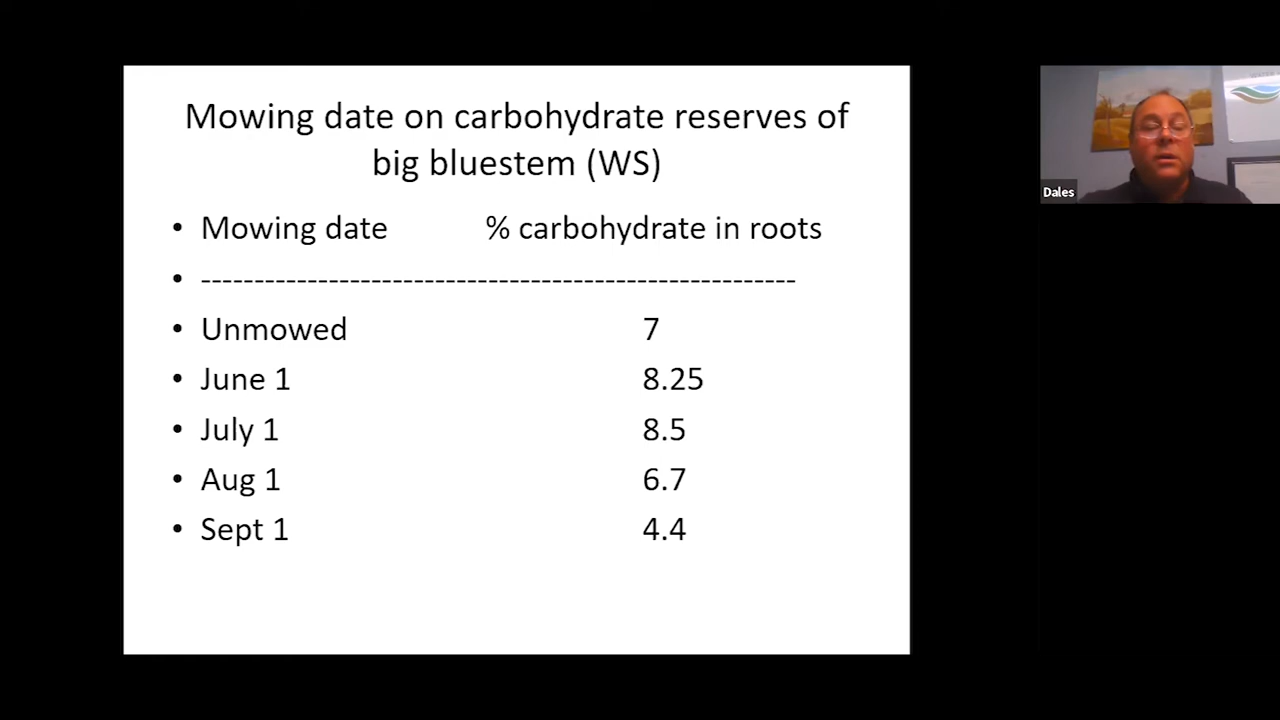 Mowing date on carbohydrate reserves of
big bluestem (WS)
• Mowing date % carbohydrate in roots
• --------------------------------------------------------
• Unmowed 7
• June 1 8.25
• July 1 8.5
• Aug 1 6.7
• Sept 1 4.4
WATER
Dales